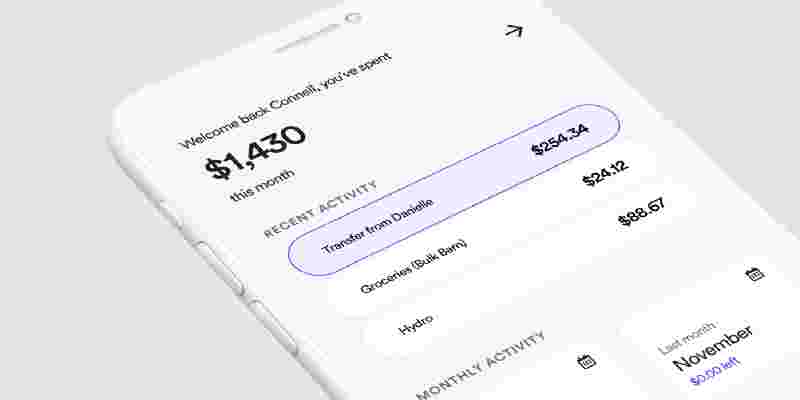 Welcome back Connell, you've spent
$1,430
this month
RECENT ACTIVITY
Transfer from Danielle $254.34
Groceries (Bulk Barn) $24.12
Hydro $88.67
MONTHLY ACTIVITY
Last month
November
$0.00 left